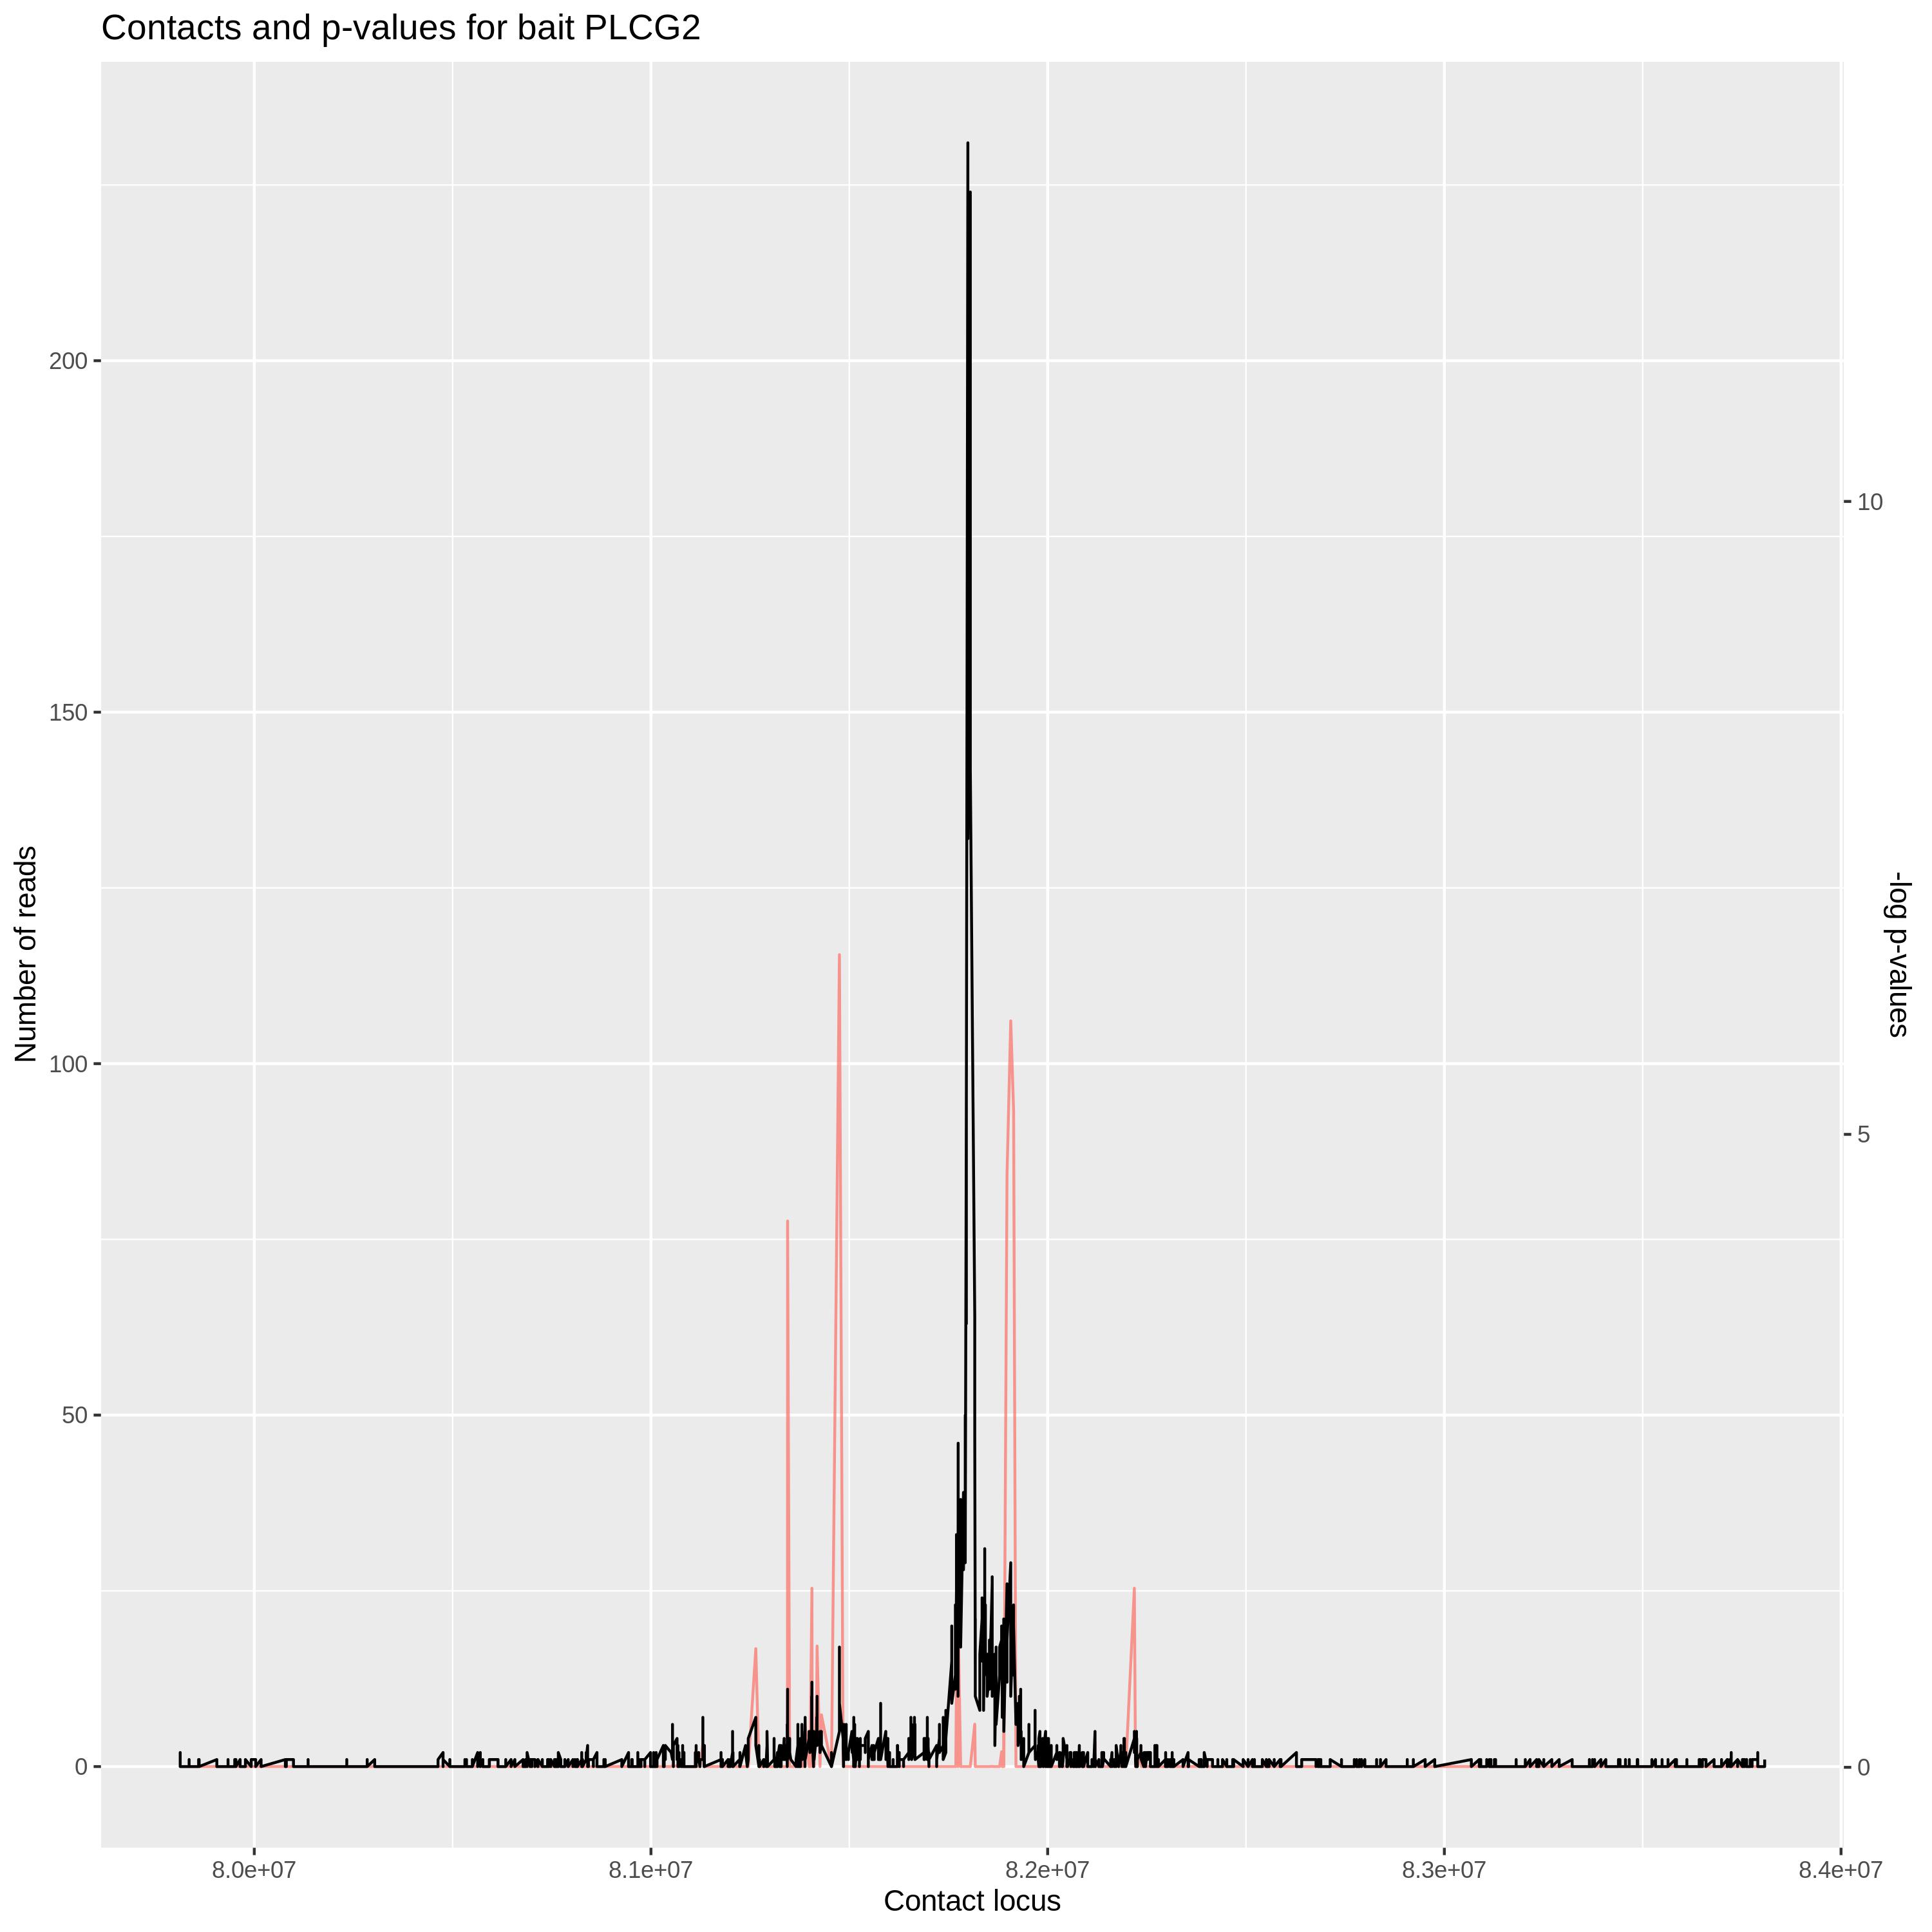 Contacts and p-values for bait PLCG2
Number of reads
200
150
100
50
0
10
5
0
-log p-values
8.0e+07
8.1e+07
8.2e+07
8.3e+07
8.4e+07
Contact locus